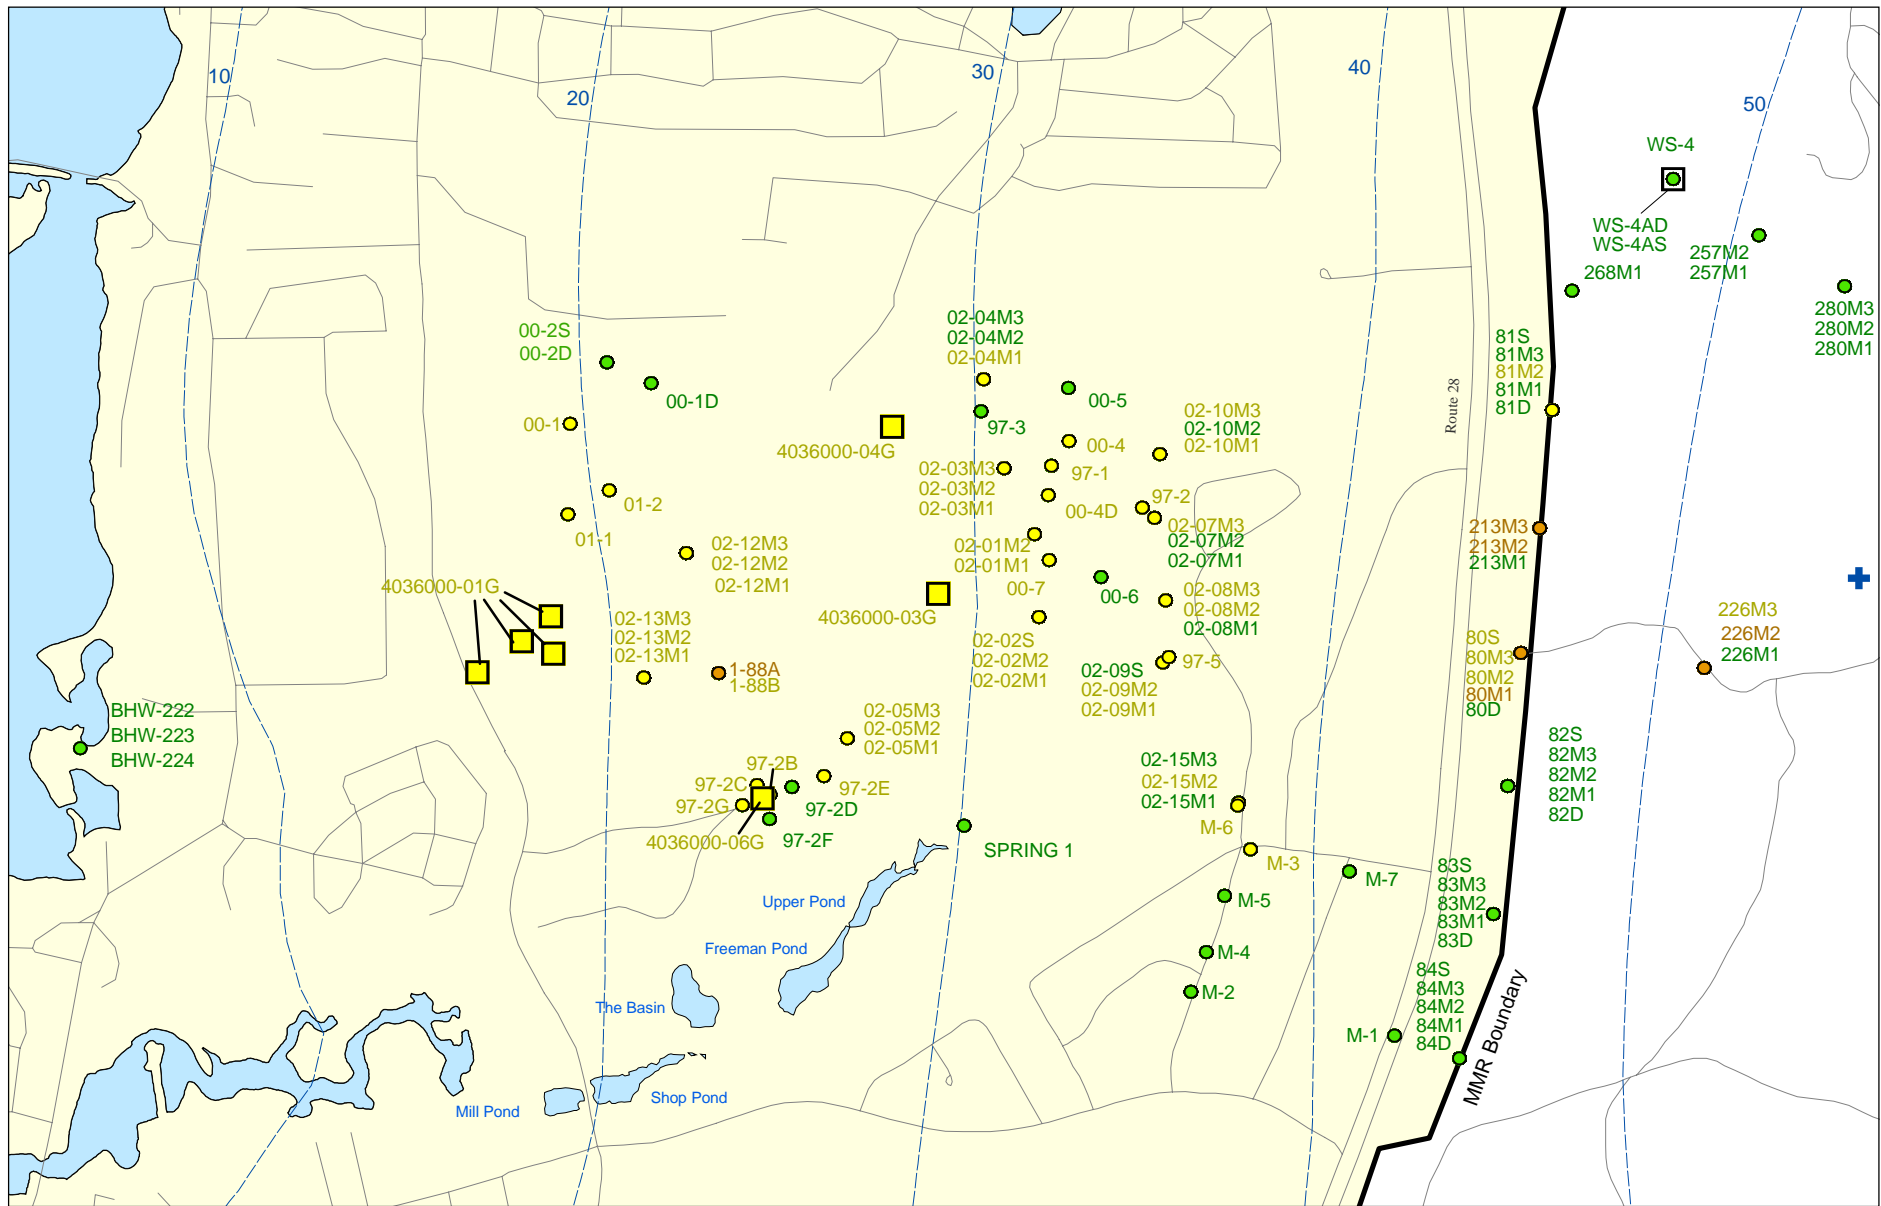 10
20
30
40
50
WS-4
WS-4AD
WS-4AS
257M2
257M1
268M1
280M3
280M2
280M1
00-2S
00-2D
00-1D
00-1
02-04M3
02-04M2
02-04M1
97-3
00-5
4036000-04G
00-4
97-1
02-03M3
02-03M2
02-03M1
00-4D
02-10M3
02-10M2
02-10M1
97-2
02-07M3
02-07M2
02-07M1
Route 28
81S
81M3
81M2
81M1
81D
213M3
213M2
213M1
01-2
01-1
02-12M3
02-12M2
02-12M1
4036000-01G
02-01M2
02-01M1
00-7
00-6
4036000-03G
02-08M3
02-08M2
02-08M1
02-02S
02-02M2
02-02M1
97-5
02-09S
02-09M2
02-09M1
02-13M3
02-13M2
02-13M1
1-88A
1-88B
80S
80M3
80M2
80M1
80D
226M3
226M2
226M1
BHW-222
BHW-223
BHW-224
02-05M3
02-05M2
02-05M1
97-2B
97-2C
97-2G
97-2E
97-2D
97-2F
4036000-06G
02-15M3
02-15M2
02-15M1
M-6
M-3
82S
82M3
82M2
82M1
82D
SPRING 1
M-7
M-5
83S
83M3
83M2
83M1
83D
Upper Pond
Freeman Pond
The Basin
M-4
M-2
M-1
84S
84M3
84M2
84M1
84D
MMR Boundary
Mill Pond
Shop Pond